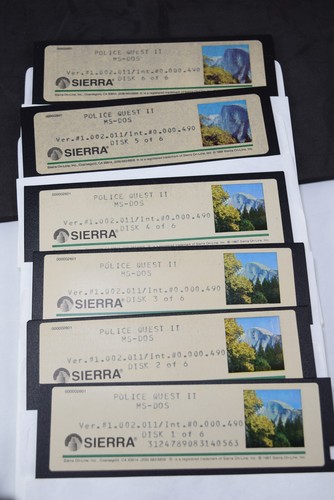 POLICE QUEST II
MS-DOS
Ver.#1.002.011/Int.#0.000.490
DISK 6 of 6
SIERRA®
POLICE QUEST II
MS-DOS
Ver.#1.002.011/Int.#0.000.490
DISK 5 of 6
SIERRA®
POLICE QUEST II
MS-DOS
Ver.#1.002.011/Int.#0.000.490
DISK 4 of 6
SIERRA®
POLICE QUEST II
MS-DOS
Ver.#1.002.011/Int.#0.000.490
DISK 3 of 6
SIERRA®
POLICE QUEST II
MS-DOS
Ver.#1.002.011/Int.#0.000.490
DISK 2 of 6
SIERRA®
POLICE QUEST II
MS-DOS
Ver.#1.002.011/Int.#0.000.490
DISK 1 of 6
SIERRA®
5124789083140563